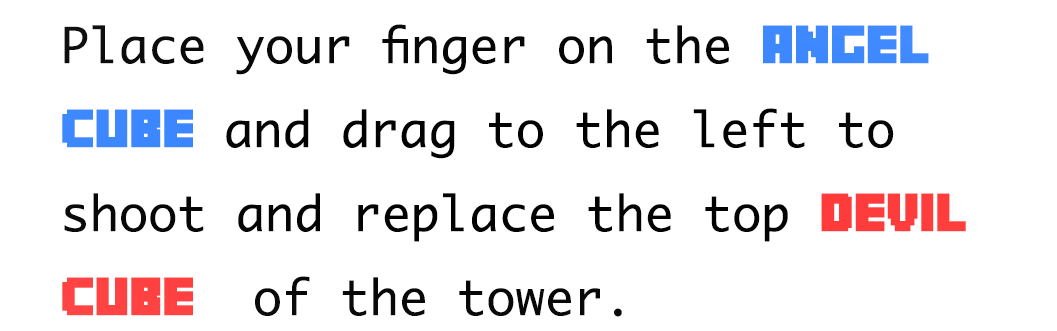 Place your finger on the ANGEL
CUBE and drag to the left to
shoot and replace the top DEVIL
CUBE of the tower.